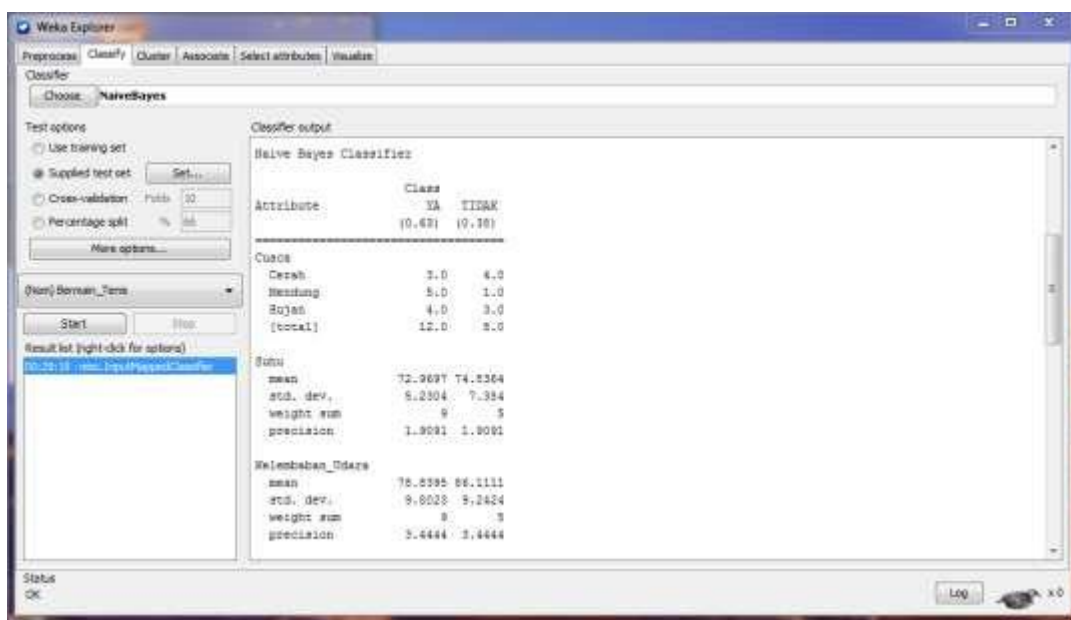 Weka Explorer
Preprocess Classify Cluster Associate Select attributes Visualize
Classifier
Choose NaiveBayes
Test options
Use training set
Supplied test set Set...
Cross-validation Folds 10
Percentage split % 66
More options...
(Nom) Bermain_Tenis
Start Stop
Result list (right-click for options)
misc.InputMappedClassifier
Classifier output
Naive Bayes Classifier
Class
Attribute YA TIDAK
(0.63) (0.38)
Cuaca
Cerah 3.0 4.0
Mendung 5.0 1.0
Hujan 4.0 3.0
[total] 12.0 8.0
Suhu
mean 72.9697 74.8364
std. dev. 5.2304 7.384
weight sum 9 5
precision 1.9091 1.9091
Kelembaban_Udara
mean 78.8395 86.1111
std. dev. 9.8023 9.2424
weight sum 9 5
precision 3.4444 3.4444
Status
OK
Log x 0